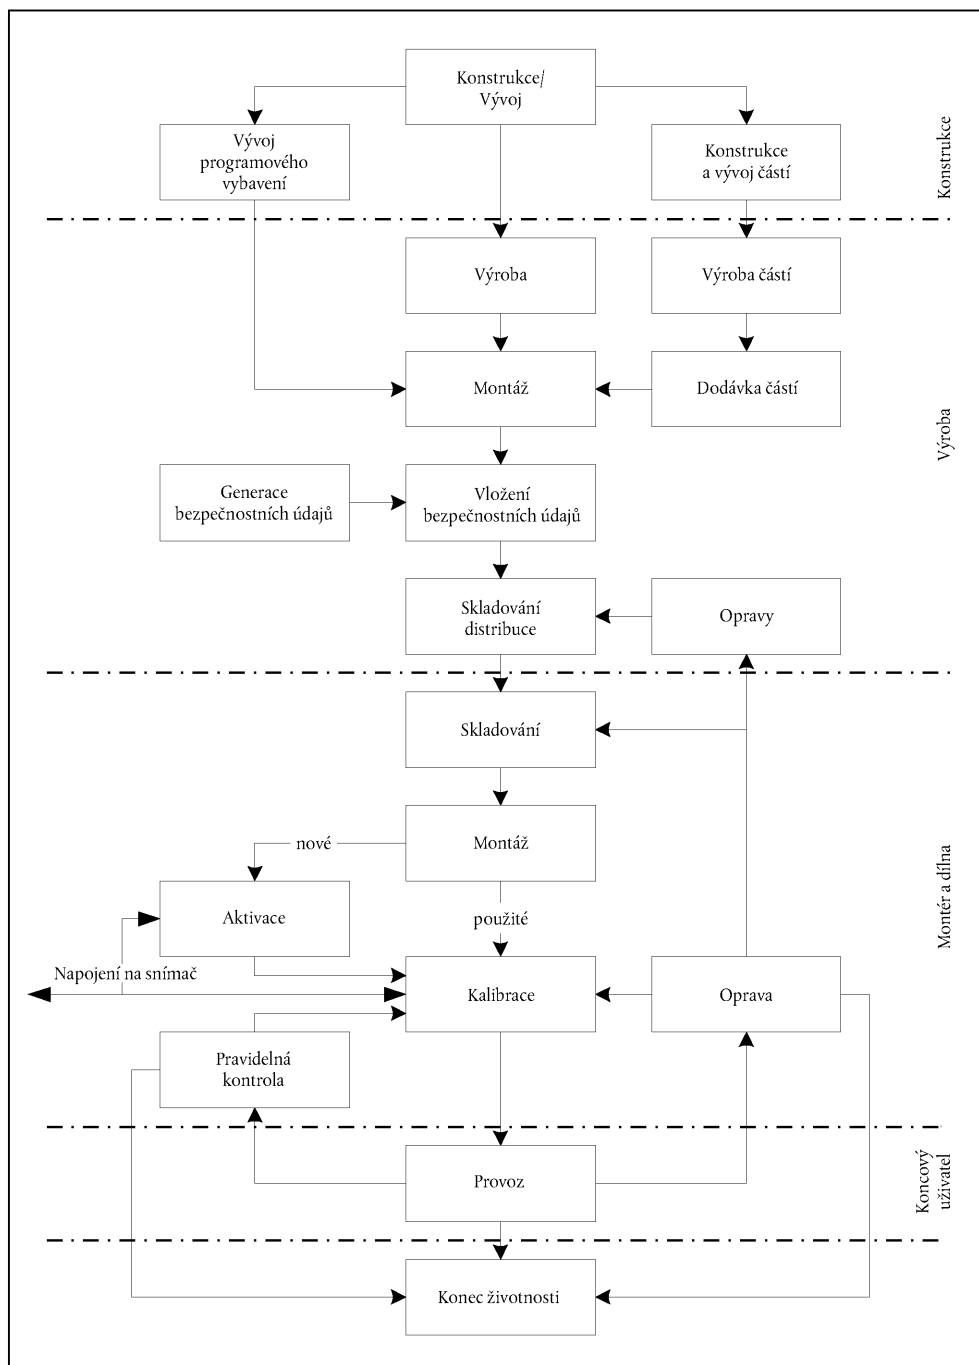 Konstrukce/
Vývoj
Vývoj
programového
vybavení
Konstrukce
a vývoj částí
Konstrukce
Výroba
Výroba částí
Montáž
Dodávka částí
Výroba
Generace
bezpečnostních údajů
Vložení
bezpečnostních údajů
Skladování
distribuce
Opravy
Skladování
nové
Montáž
Montér a dílna
Aktivace
použité
Napojení na snímač
Kalibrace
Oprava
Pravidelná
kontrola
Provoz
Koncový
uživatel
Konec životnosti